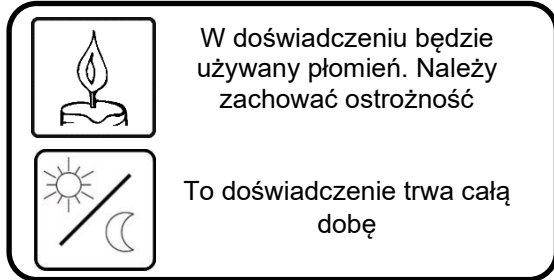 W doświadczeniu będzie
używany płomień. Należy
zachować ostrożność
To doświadczenie trwa całą
dobę